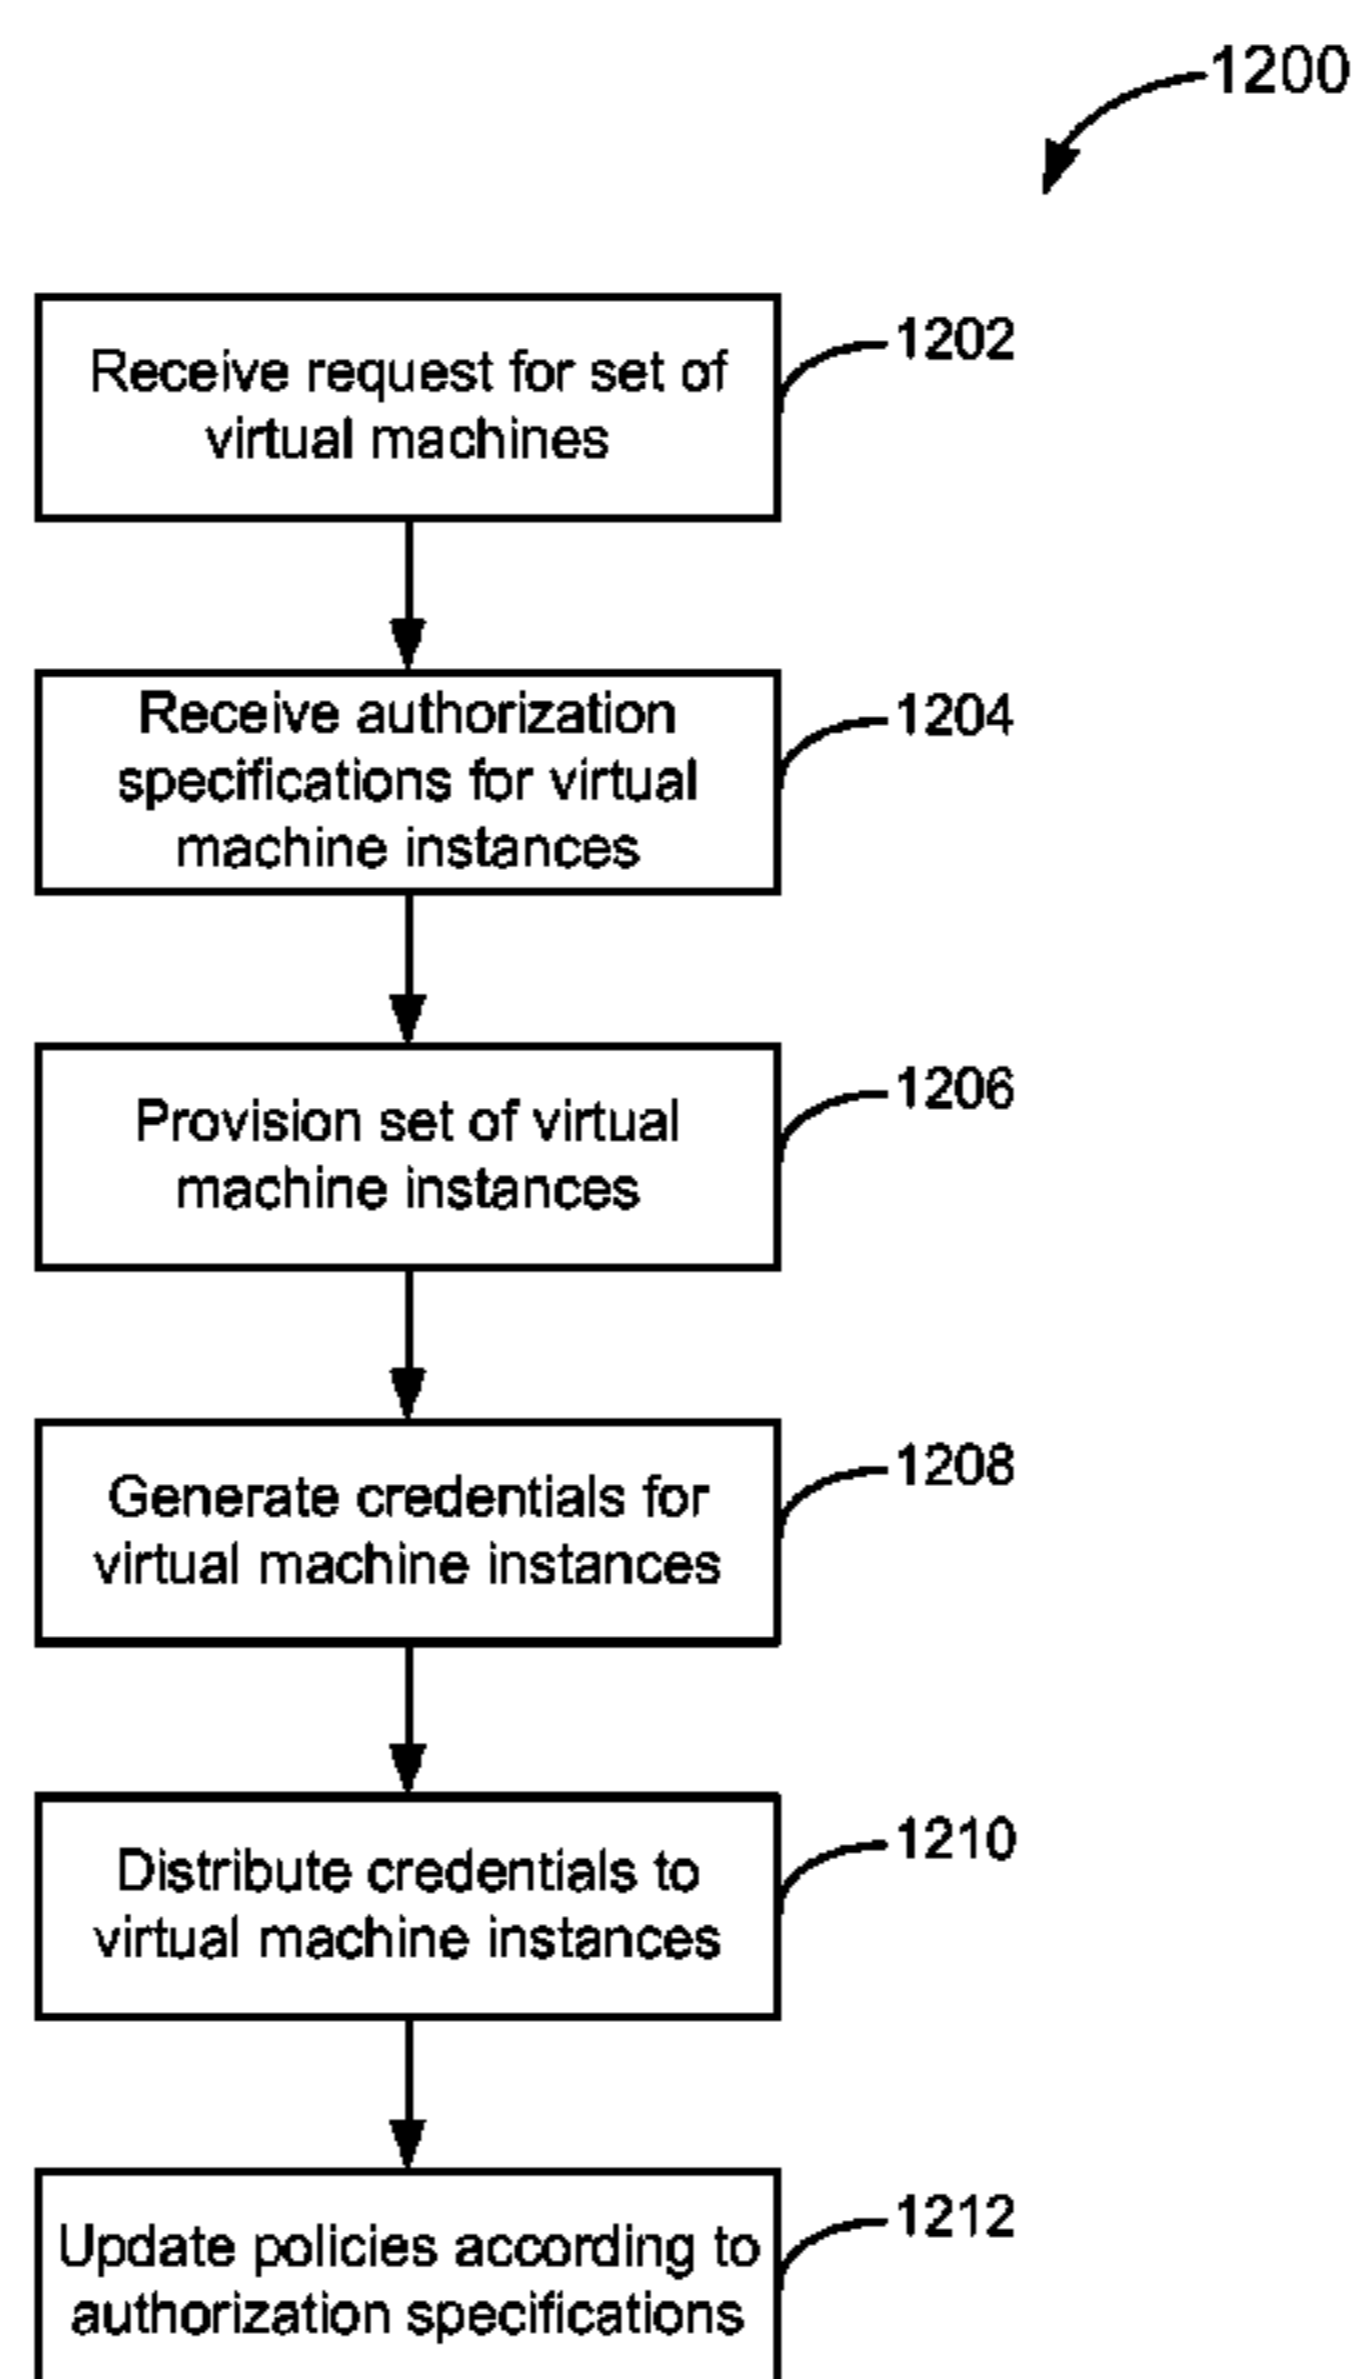 1200
Receive request for set of
virtual machines
1202
Receive authorization
specifications for virtual
machine instances
1204
Provision set of virtual
machine instances
1206
Generate credentials for
virtual machine instances
1208
Distribute credentials to
virtual machine instances
1210
Update policies according to
authorization specifications
1212